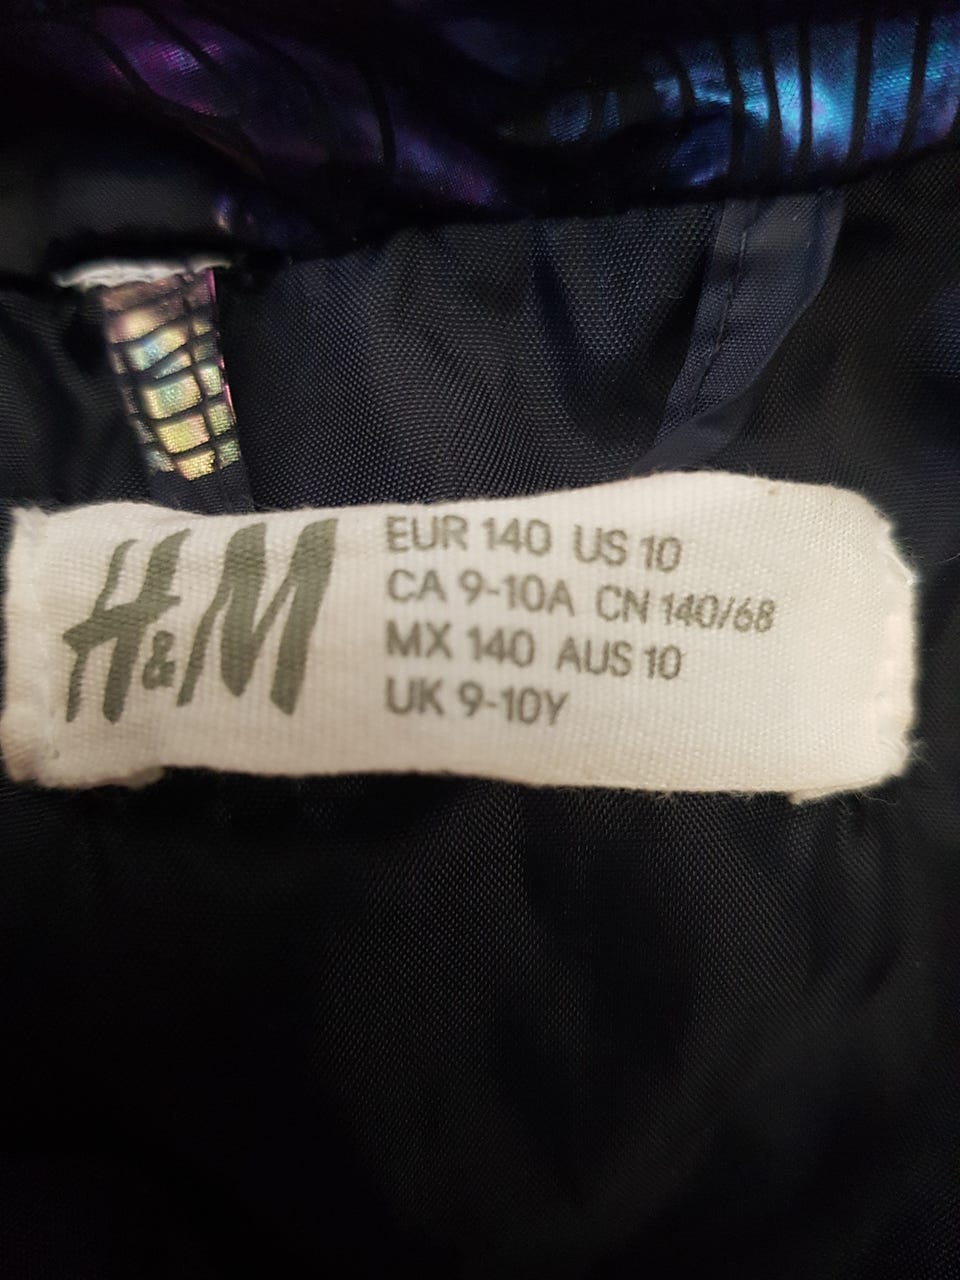 H&M
EUR 140 US 10
CA 9-10A CN 140/68
MX 140 AUS 10
UK 9-10Y